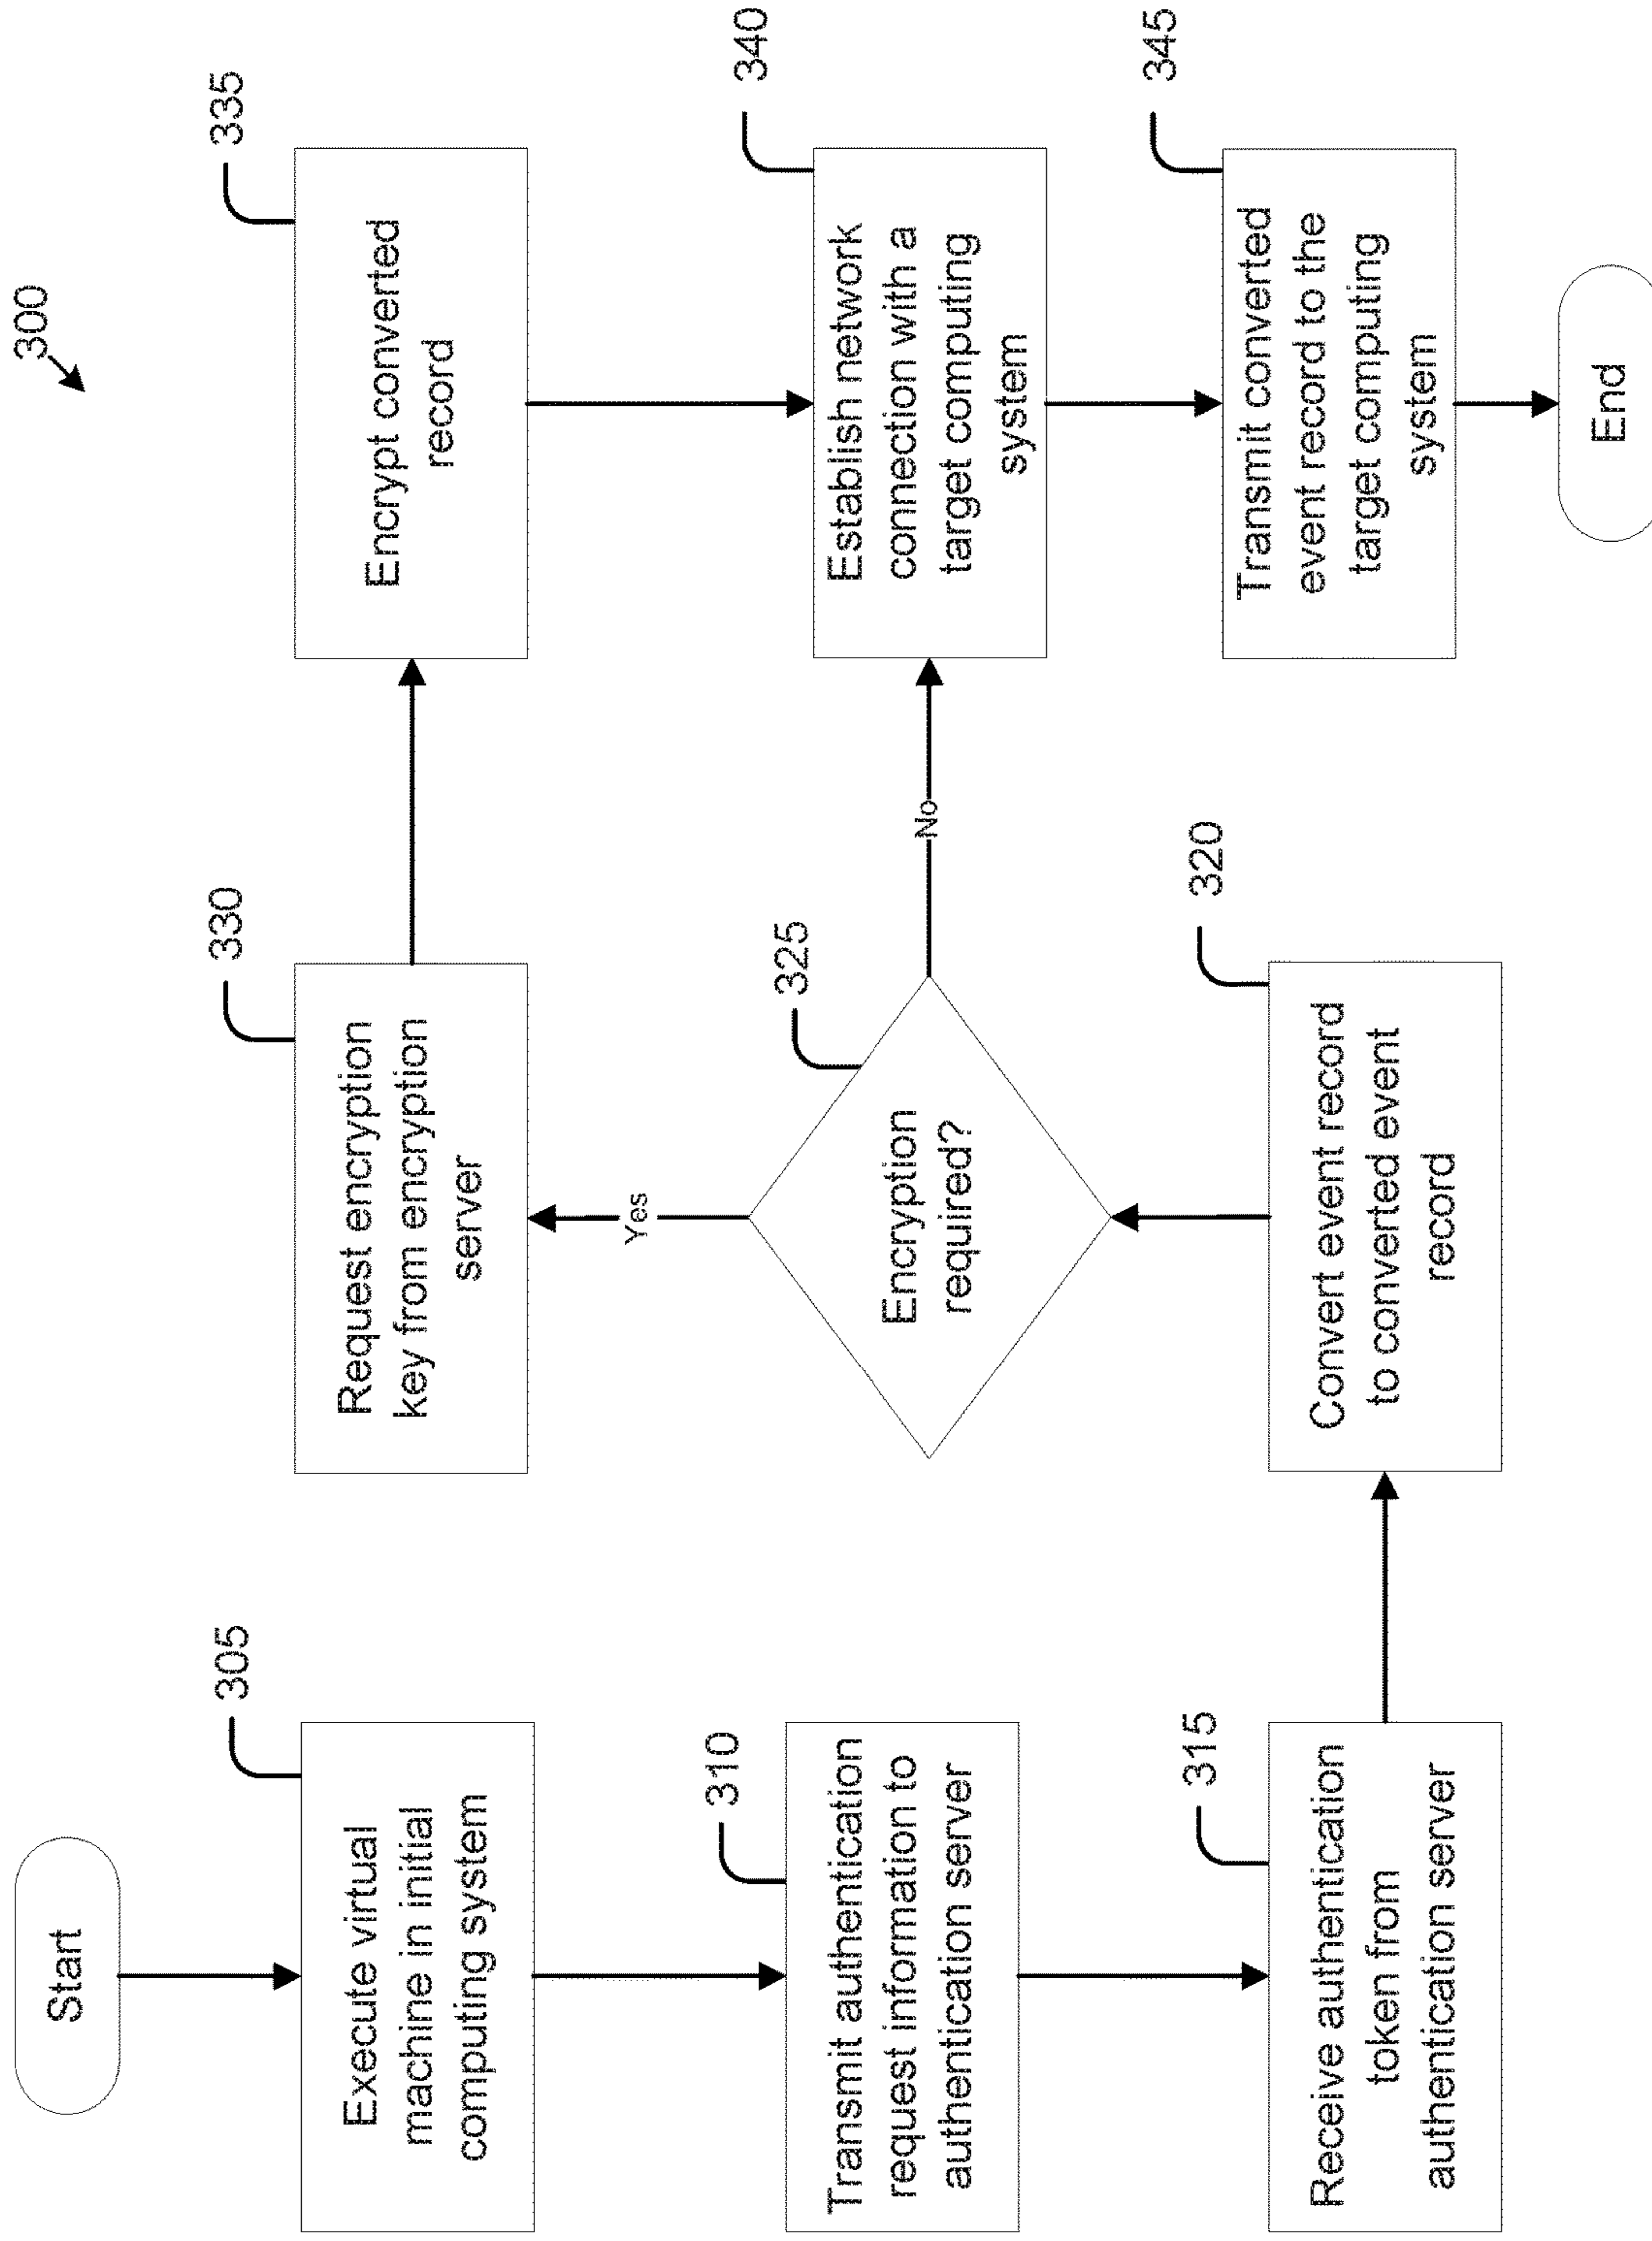 300
Start
305
Execute virtual
machine in initial
computing system
310
Transmit authentication
request information to
authentication server
315
Receive authentication
token from
authentication server
320
Convert event record
to converted event
record
325
Encryption
required?
Yes
No
330
Request encryption
key from encryption
server
335
Encrypt converted
record
340
Establish network
connection with a
target computing
system
345
Transmit converted
event record to the
target computing
system
End